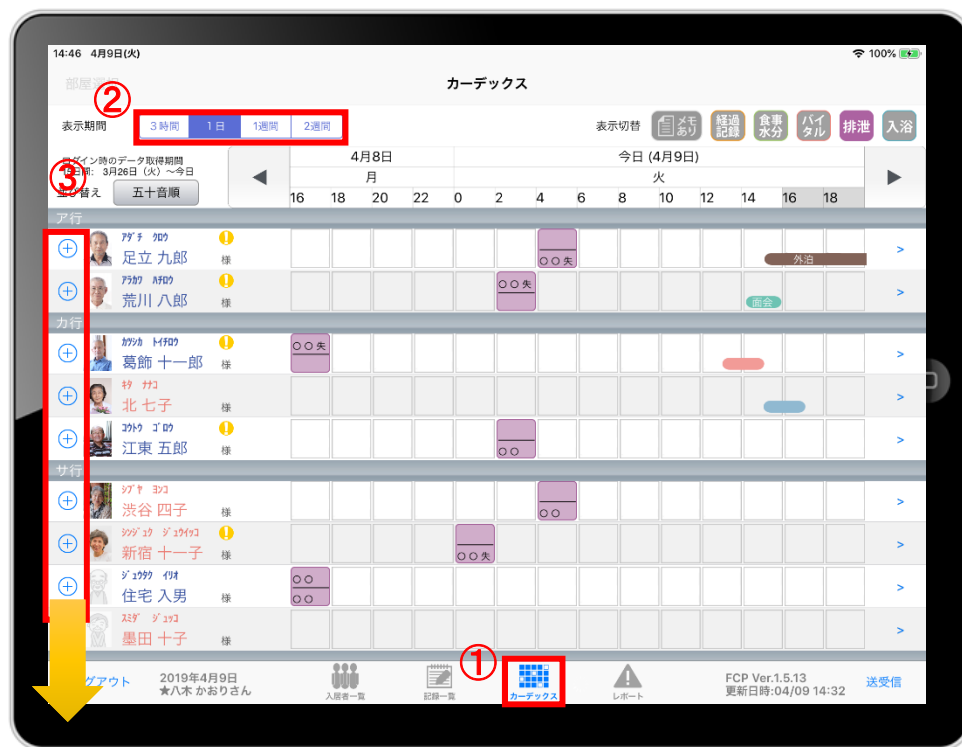 14:46 4月9日(火)
100%
カーデックス
②
表示期間
3時間 1日 1週間 2週間
表示切替
メモあり
経過記録
食事水分
バイタル
排泄
入浴
③
ログイン時のデータ取得期間
3月26日（火）～今日
五十音順
◀ 4月8日 今日 (4月9日) ▶
月 火
16 18 20 22 0 2 4 6 8 10 12 14 16 18
ア行
アダチ クロウ
足立 九郎 様
○○失
外泊
>
アラカワ ハチロウ
荒川 八郎 様
○○失
面会
>
カ行
カツシカ トイチロウ
葛飾 十一郎 様
○○失
>
キタ ナナコ
北 七子 様
>
コウトウ ゴロウ
江東 五郎 様
○○
>
サ行
シブヤ ヨンコ
渋谷 四子 様
○○
>
シンジュク ジュウイチコ
新宿 十一子 様
○○失
>
ジュウタク イリオ
住宅 入男 様
○○
○○
>
スミダ ジュッコ
墨田 十子 様
>
①
グアウト
2019年4月9日
★八木 かおりさん
入居者一覧
記録一覧
カーデックス
レポート
FCP Ver.1.5.13
更新日時:04/09 14:32
送受信